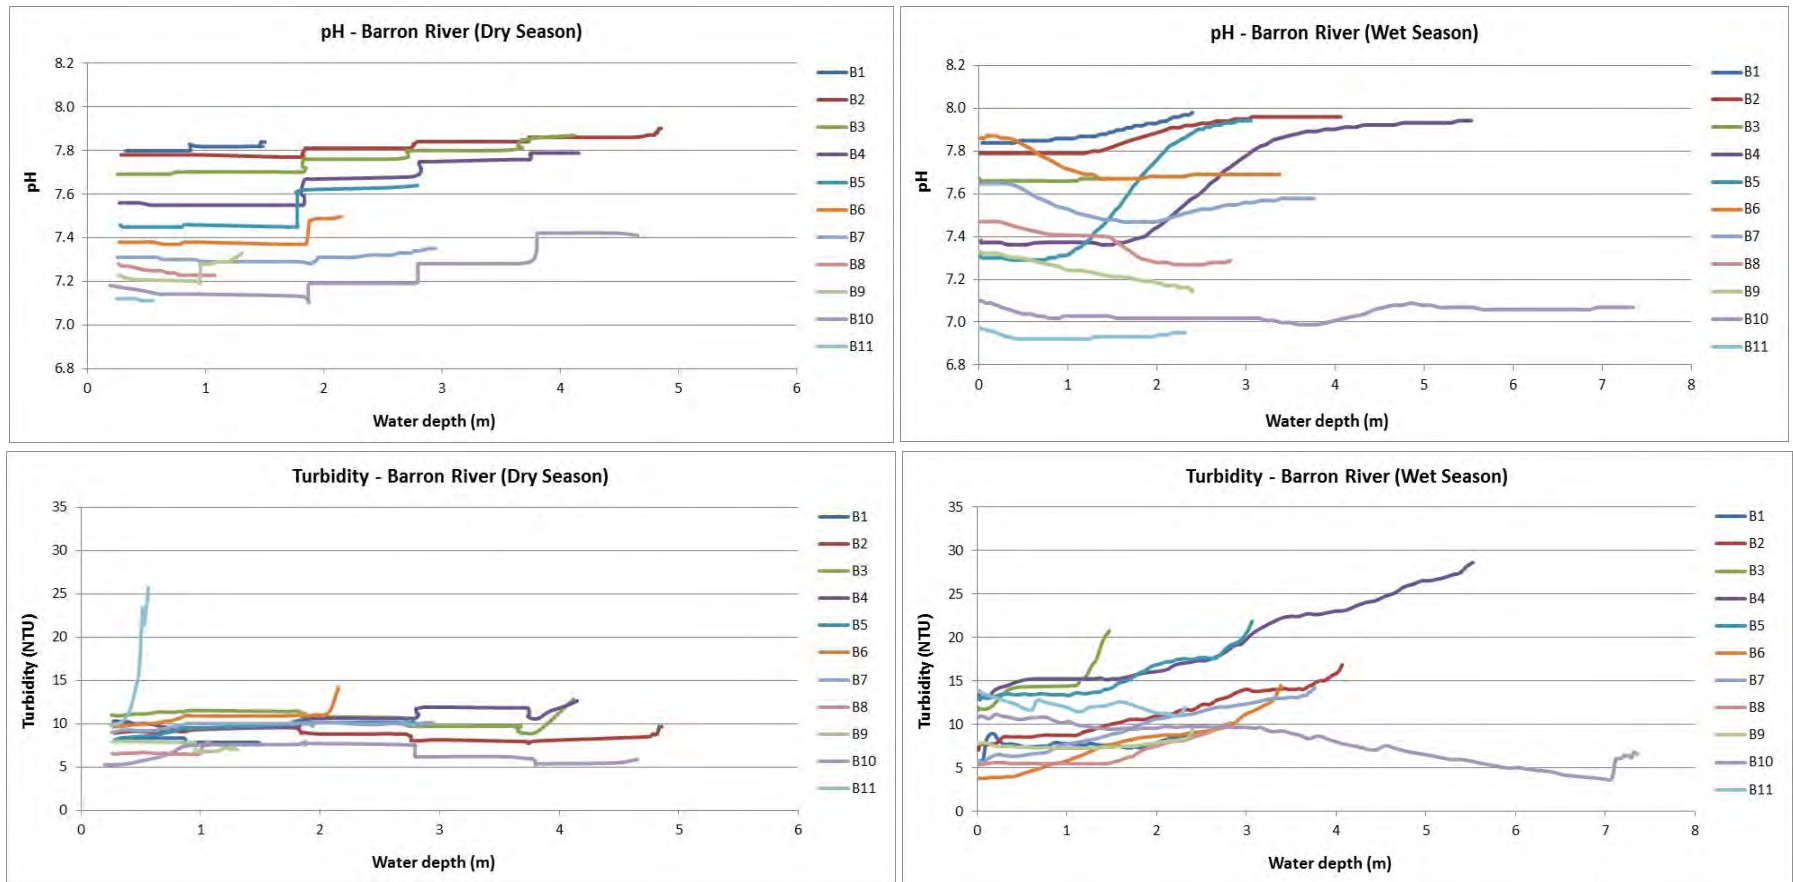 pH - Barron River (Dry Season)
8.2
8.0
7.8
7.6
7.4
7.2
7.0
6.8
pH
0 1 2 3 4 5 6
Water depth (m)
B1
B2
B3
B4
B5
B6
B7
B8
B9
B10
B11
pH - Barron River (Wet Season)
8.2
8.0
7.8
7.6
7.4
7.2
7.0
6.8
pH
0 1 2 3 4 5 6 7 8
Water depth (m)
B1
B2
B3
B4
B5
B6
B7
B8
B9
B10
B11
Turbidity - Barron River (Dry Season)
35
30
25
20
15
10
5
0
Turbidity (NTU)
0 1 2 3 4 5 6
Water depth (m)
B1
B2
B3
B4
B5
B6
B7
B8
B9
B10
B11
Turbidity - Barron River (Wet Season)
35
30
25
20
15
10
5
0
Turbidity (NTU)
0 1 2 3 4 5 6 7 8
Water depth (m)
B1
B2
B3
B4
B5
B6
B7
B8
B9
B10
B11